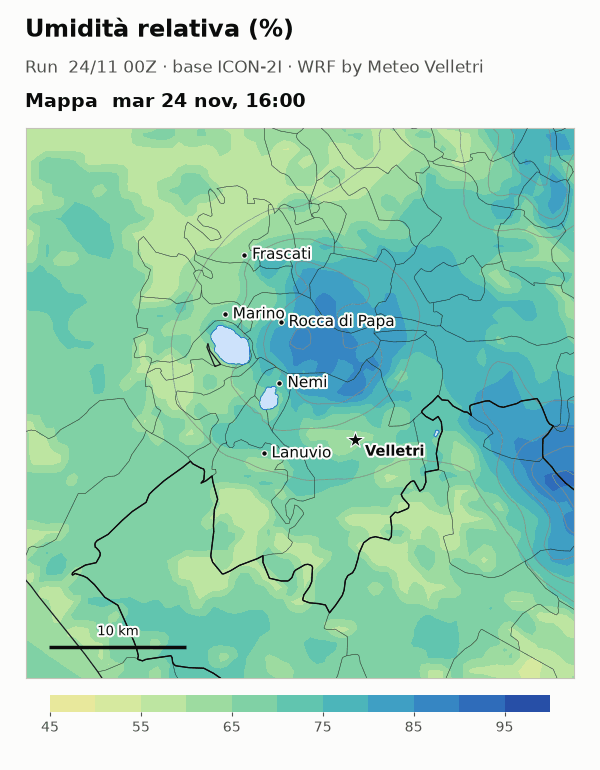 Umidità relativa (%)
Run  24/11 00Z · base ICON-2I · WRF by Meteo Velletri
Mappa  mar 24 nov, 16:00
Frascati
Marino
Rocca di Papa
Nemi
Velletri
Lanuvio
10 km
45 55 65 75 85 95